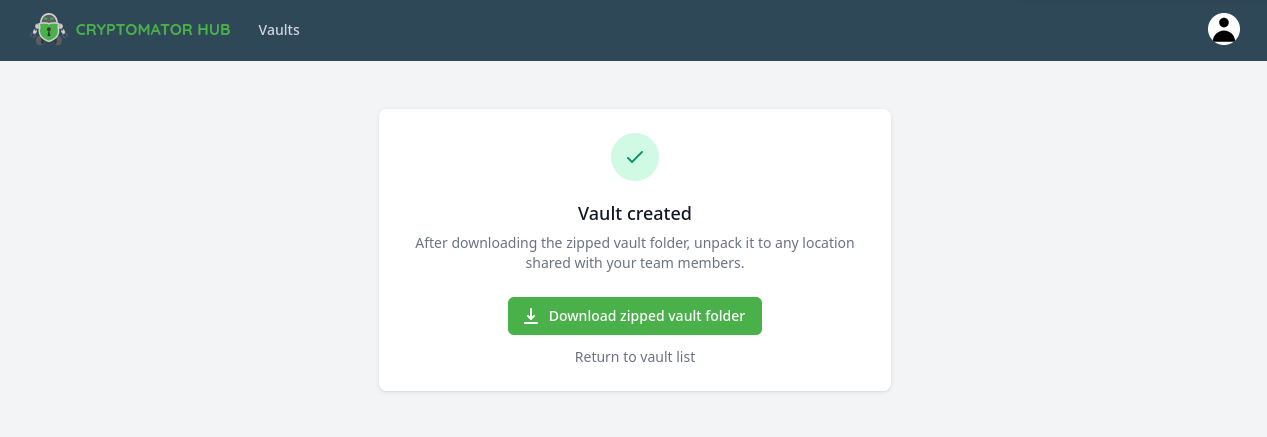 CRYPTOMATOR HUB
Vaults
Vault created
After downloading the zipped vault folder, unpack it to any location
shared with your team members.
Download zipped vault folder
Return to vault list